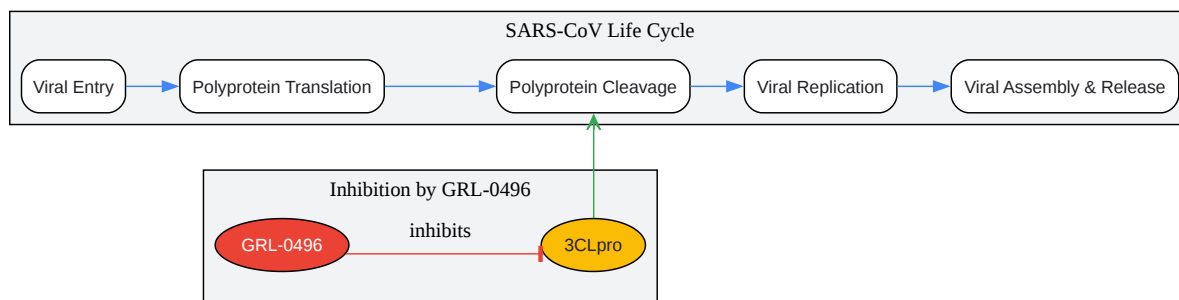 SARS-CoV Life Cycle
Viral Entry
Polyprotein Translation
Polyprotein Cleavage
Viral Replication
Viral Assembly & Release
Inhibition by GRL-0496
inhibits
GRL-0496
3CLpro